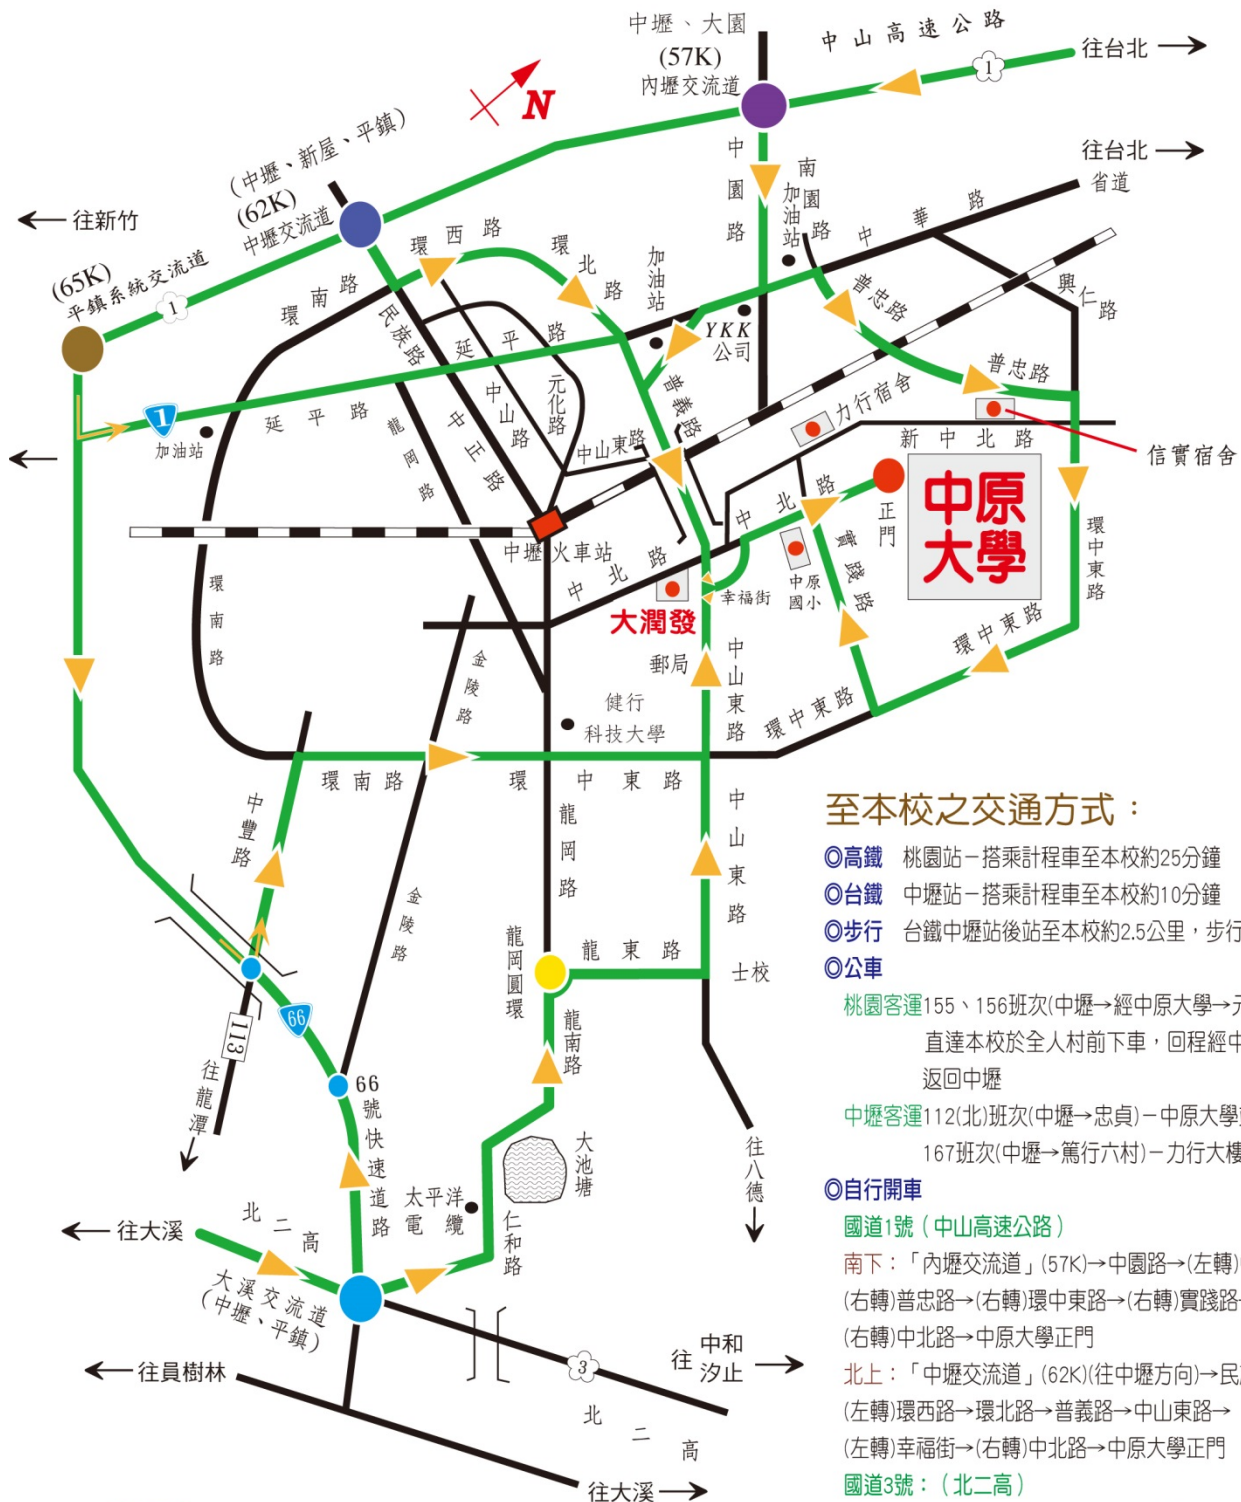 中壢、大園
(57K)
內壢交流道
中山高速公路
1
往台北
N
往台北
省道
(中壢、新屋、平鎮)
(62K)
中壢交流道
往新竹
(65K)
平鎮系統交流道
1
環南路
環西路
環北路
加油站
中園路
南園路
加油站
中華路
興仁路
普忠路
民族路
延平路
YKK
公司
普忠路
1
延平路
加油站
龍岡路
中正路
中山路
元化路
中山東路
普義路
力行宿舍
新中北路
信實宿舍
中原
大學
正門
中北路
環中東路
中壢火車站
中北路
中原
國小
實踐路
幸福街
大潤發
環南路
金陵路
郵局
中山東路
環中東路
環中東路
健行
科技大學
環南路
環中東路
中豐路
龍岡路
中山東路
金陵路
龍岡圓環
龍東路
士校
龍南路
66
113
往龍潭
66號快速道路
大池塘
太平洋
電纜
仁和路
往八德
往大溪
北二高
大溪交流道
(中壢、平鎮)
往員樹林
3
往
中和
汐止
北二高
往大溪
至本校之交通方式：
◎高鐵 桃園站－搭乘計程車至本校約25分鐘
◎台鐵 中壢站－搭乘計程車至本校約10分鐘
◎步行 台鐵中壢站後站至本校約2.5公里，步行
◎公車
桃園客運155、156班次(中壢→經中原大學→
直達本校於全人村前下車，回程經中
返回中壢
中壢客運112(北)班次(中壢→忠貞)－中原大學
167班次(中壢→篤行六村)－力行大樓
◎自行開車
國道1號（中山高速公路）
南下：「內壢交流道」(57K)→中園路→(左轉)
(右轉)普忠路→(右轉)環中東路→(右轉)實踐路
(右轉)中北路→中原大學正門
北上：「中壢交流道」(62K)(往中壢方向)→民
(左轉)環西路→環北路→普義路→中山東路→
(左轉)幸福街→(右轉)中北路→中原大學正門
國道3號：（北二高）